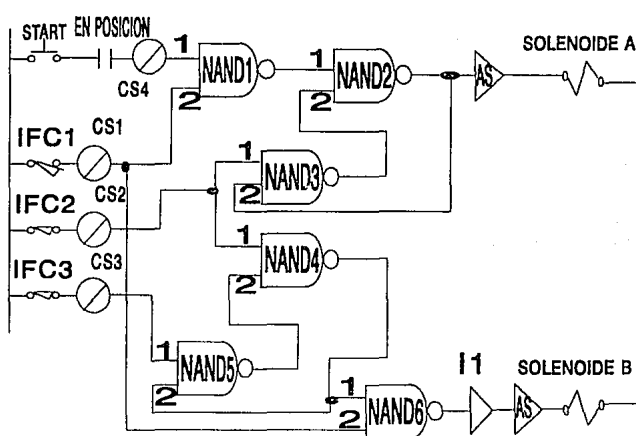 START EN POSICION
CS4
1
2
NAND1
1
2
NAND2
AS
SOLENOIDE A
IFC1
CS1
IFC2
CS2
1
2
NAND3
IFC3
CS3
1
2
NAND4
1
2
NAND5
1
2
NAND6
I1
AS
SOLENOIDE B